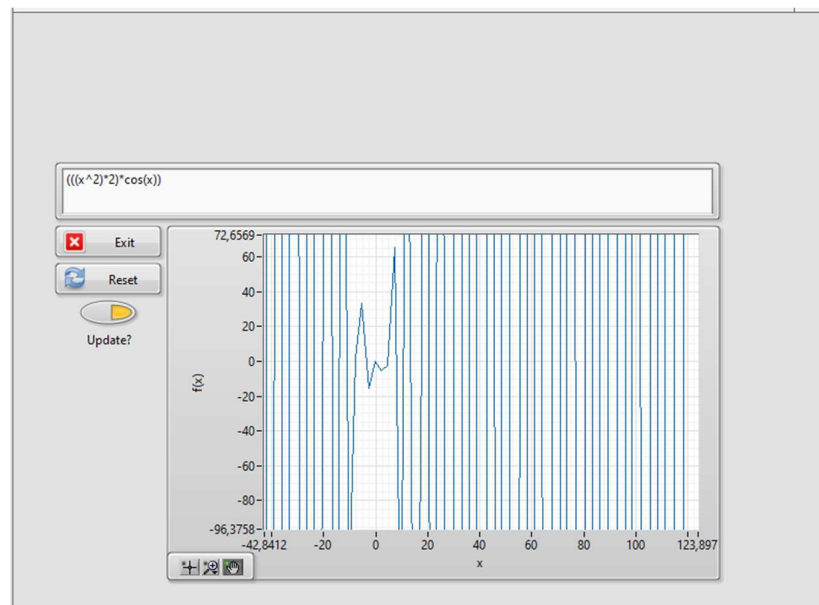 (((x^2)*2)*cos(x))
Exit
Reset
Update?
72,6569
60
40
20
0
-20
-40
-60
-80
-96,3758
f(x)
-42,8412 -20 0 20 40 60 80 100 123,897
x